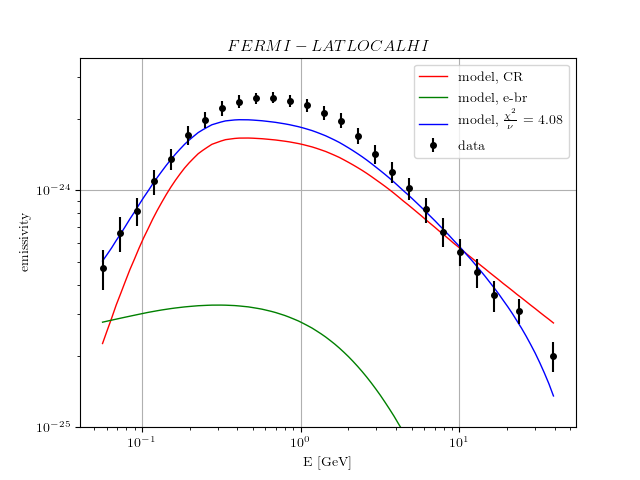 FERMI − LATLOCALHI
model, CR
model, e-br
model, χ²/ν = 4.08
data
emissivity
10⁻²⁴
10⁻²⁵
10⁻¹
10⁰
10¹
E [GeV]